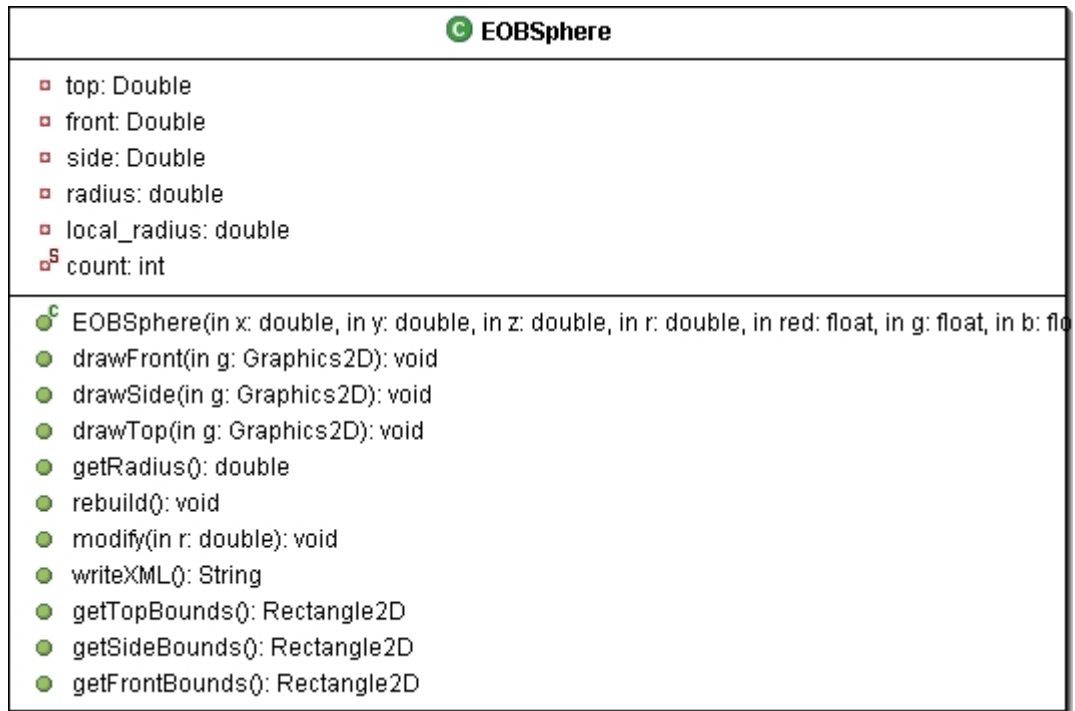 C EOBSphere
top: Double
front: Double
side: Double
radius: double
local_radius: double
S count: int
C EOBSphere(in x: double, in y: double, in z: double, in r: double, in red: float, in g: float, in b:
drawFront(in g: Graphics2D): void
drawSide(in g: Graphics2D): void
drawTop(in g: Graphics2D): void
getRadius(): double
rebuild(): void
modify(in r: double): void
writeXML(): String
getTopBounds(): Rectangle2D
getSideBounds(): Rectangle2D
getFrontBounds(): Rectangle2D